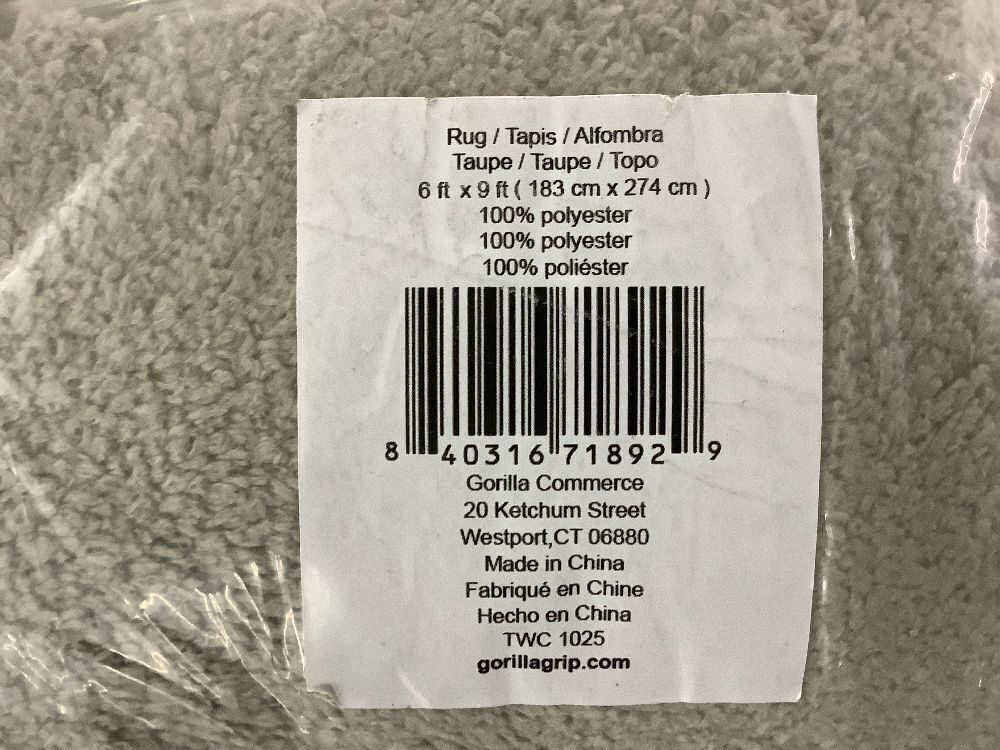 Rug / Tapis / Alfombra
Taupe / Taupe / Topo
6 ft x 9 ft ( 183 cm x 274 cm )
100% polyester
100% polyester
100% poliéster
8 40316 71892 9
Gorilla Commerce
20 Ketchum Street
Westport,CT 06880
Made in China
Fabriqué en Chine
Hecho en China
TWC 1025
gorillagrip.com